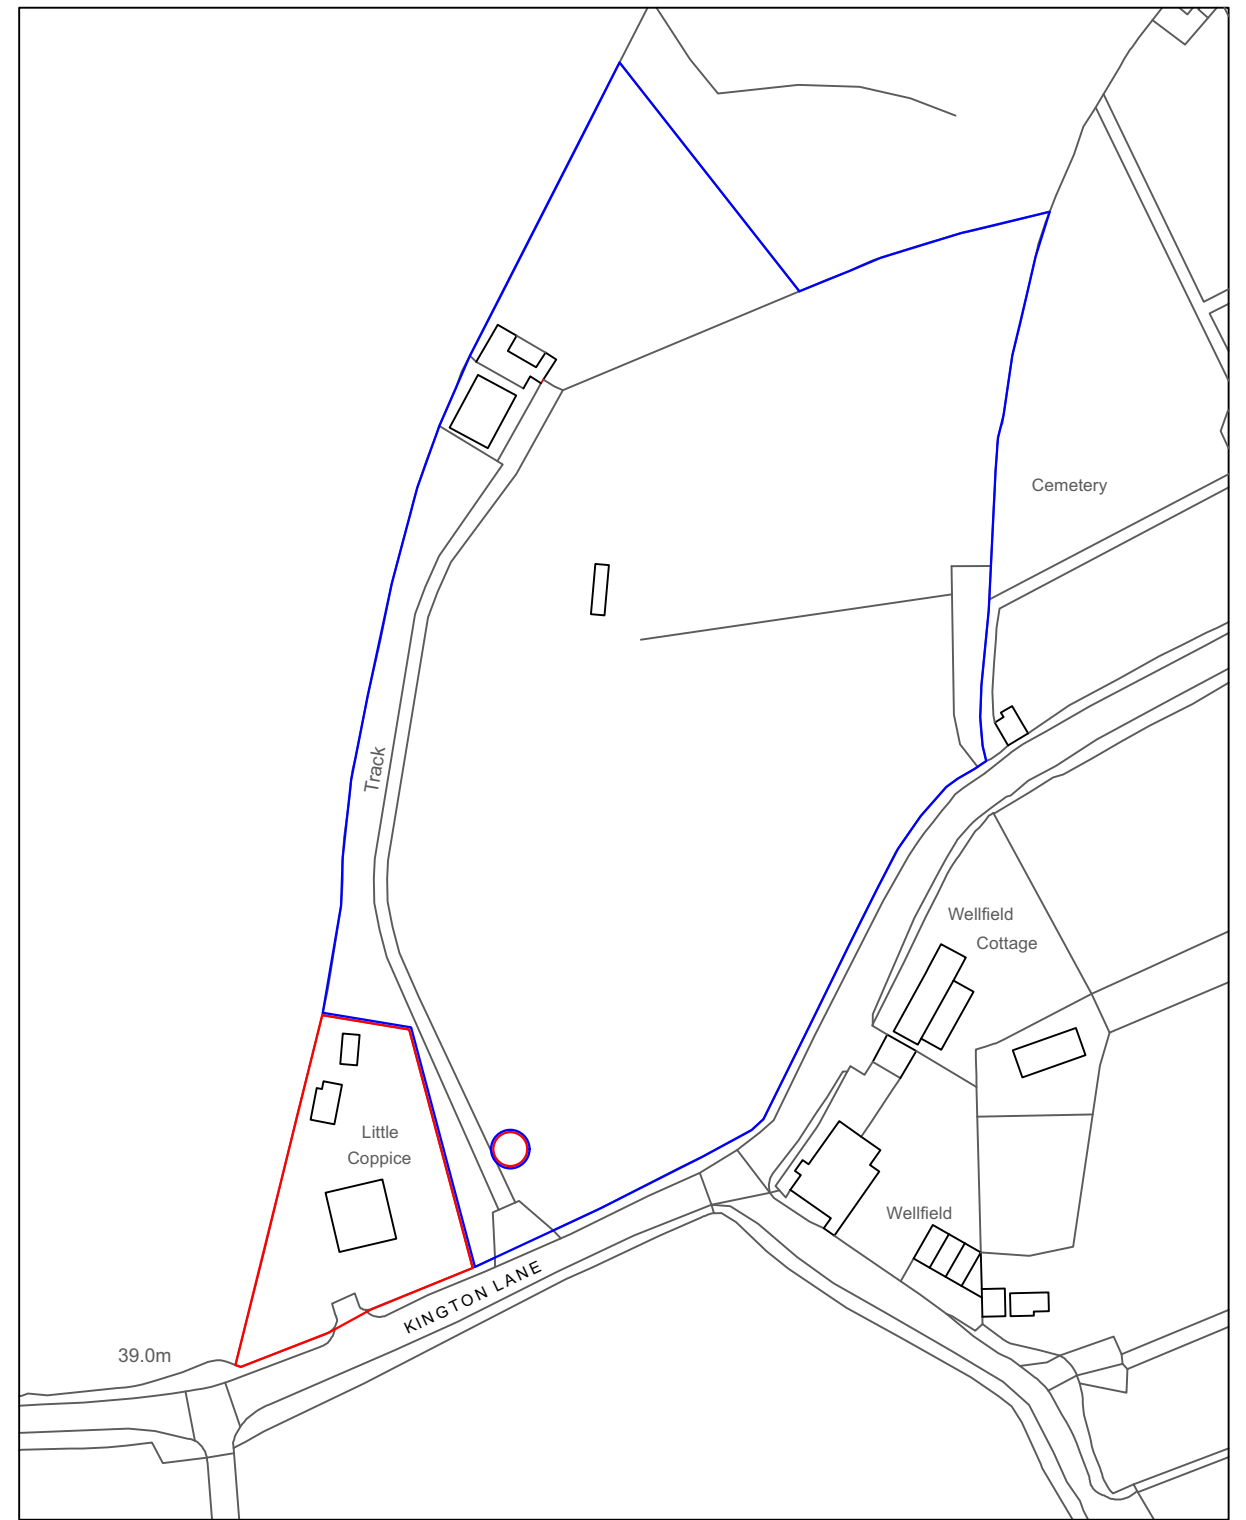 Cemetery
Track
Wellfield
Cottage
Little
Coppice
Wellfield
KINGTON LANE
39.0m